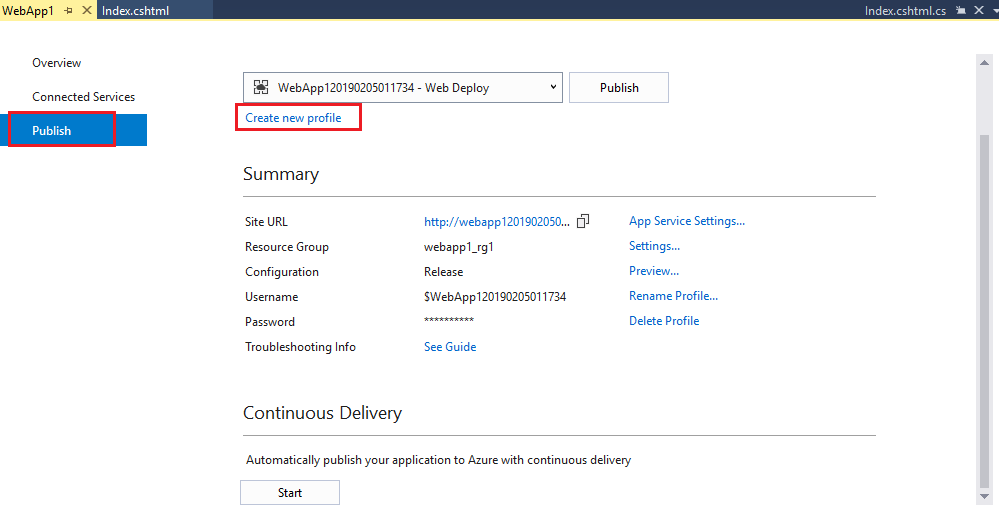 WebApp1 Index.cshtml Index.cshtml.cs
Overview
Connected Services
Publish
WebApp120190205011734 - Web Deploy Publish
Create new profile
Summary
Site URL http://webapp1201902050... App Service Settings...
Resource Group webapp1_rg1 Settings...
Configuration Release Preview...
Username $WebApp120190205011734 Rename Profile...
Password ********** Delete Profile
Troubleshooting Info See Guide
Continuous Delivery
Automatically publish your application to Azure with continuous delivery
Start